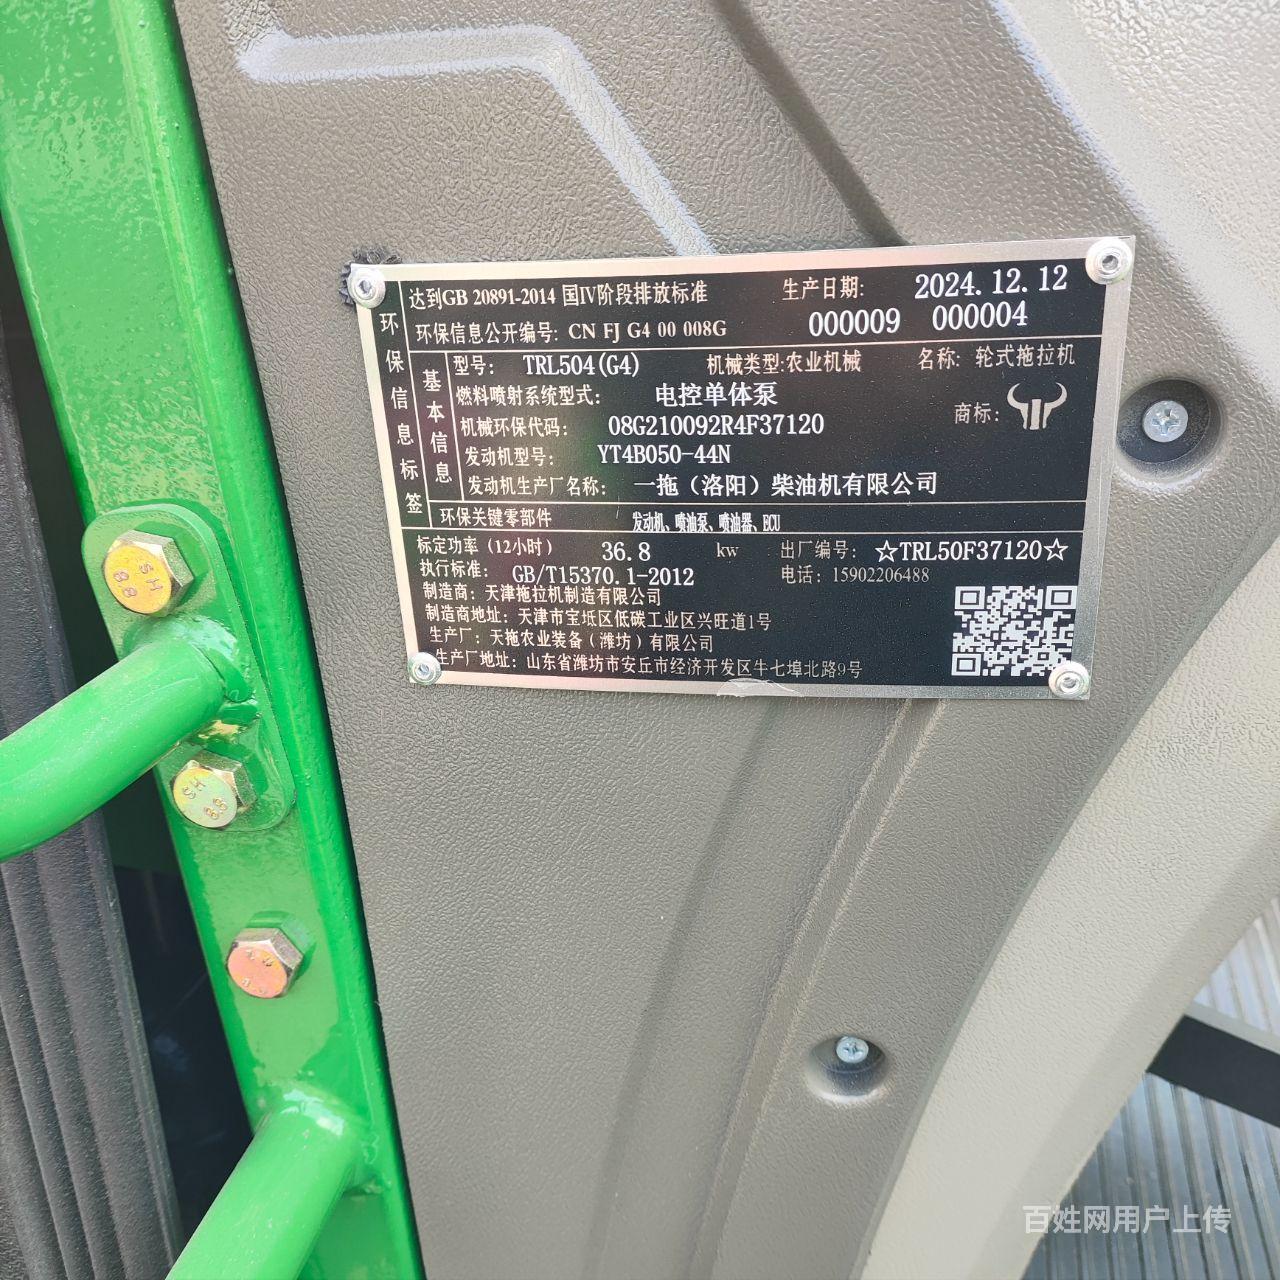 环保信息标签
达到GB 20891-2014 国IV阶段排放标准 生产日期: 2024.12.12
环保信息公开编号: CN FJ G4 00 008G 000009 000004
基本信息
型号: TRL504(G4) 机械类型:农业机械 名称: 轮式拖拉机
燃料喷射系统型式: 电控单体泵
机械环保代码: 08G210092R4F37120 商标:
发动机型号: YT4B050-44N
发动机生产厂名称: 一拖（洛阳）柴油机有限公司
环保关键零部件 发动机、喷油泵、喷油器、ECU
标定功率（12小时） 36.8 kw 出厂编号: ☆TRL50F37120☆
执行标准: GB/T15370.1-2012 电话: 15902206488
制造商: 天津拖拉机制造有限公司
制造商地址: 天津市宝坻区低碳工业区兴旺道1号
生产厂: 天拖农业装备（潍坊）有限公司
生产厂地址: 山东省潍坊市安丘市经济开发区牛七埠北路9号
SH 8.8
SH 8.8
百姓网用户上传